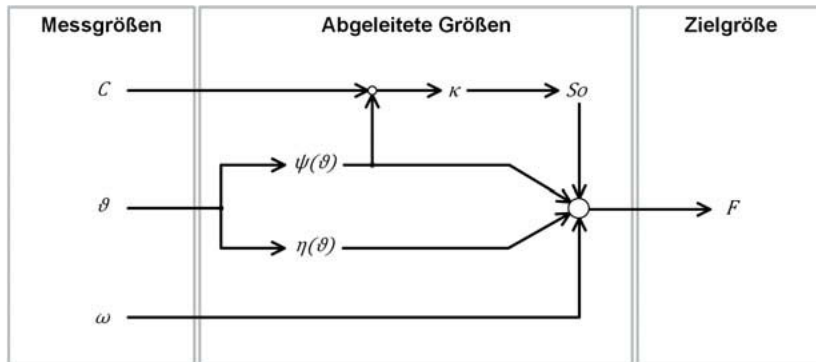 Messgrößen Abgeleitete Größen Zielgröße
C κ So
ψ(ϑ)
ϑ F
η(ϑ)
ω